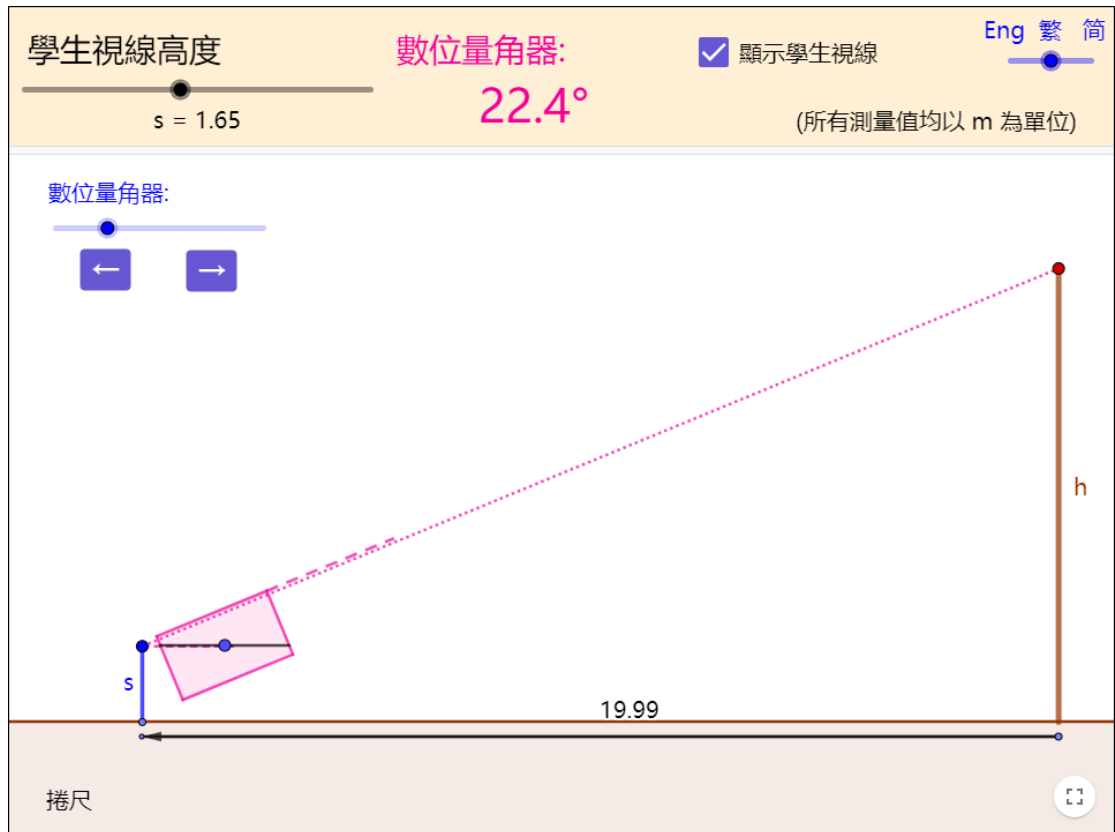 學生視線高度
s = 1.65
數位量角器:
22.4°
顯示學生視線
Eng 繁 简
(所有測量值均以 m 為單位)
數位量角器:
← →
h
s
19.99
捲尺